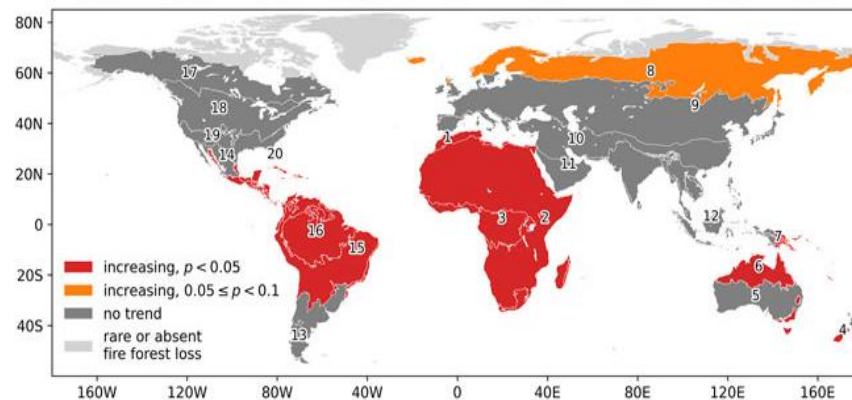 80N
60N
40N
20N
0
20S
40S
160W
120W
80W
40W
0
40E
80E
120E
160E
17
18
19
14
20
16
15
13
1
3
2
8
9
10
11
12
7
6
5
4
increasing, p < 0.05
increasing, 0.05 ≤ p < 0.1
no trend
rare or absent
fire forest loss